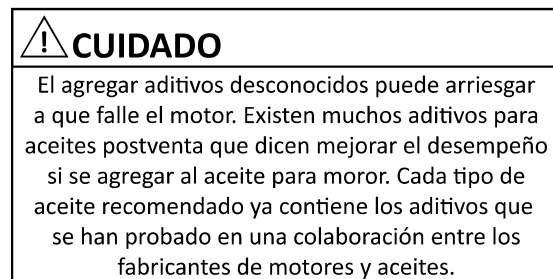 CUIDADO
El agregar aditivos desconocidos puede arriesgar
a que falle el motor. Existen muchos aditivos para
aceites postventa que dicen mejorar el desempeño
si se agregar al aceite para moror. Cada tipo de
aceite recomendado ya contiene los aditivos que
se han probado en una colaboración entre los
fabricantes de motores y aceites.